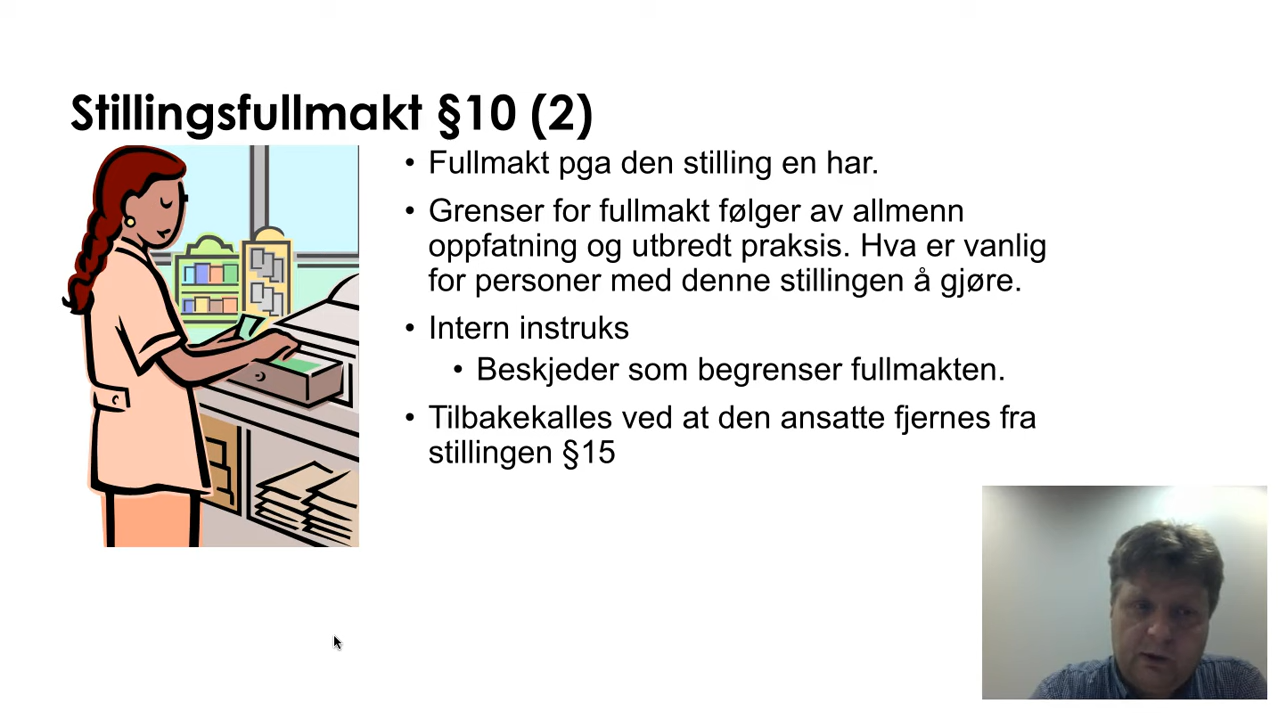 Stillingsfullmakt §10 (2)
• Fullmakt pga den stilling en har.
• Grenser for fullmakt følger av allmenn
oppfatning og utbredt praksis. Hva er vanlig
for personer med denne stillingen å gjøre.
• Intern instruks
• Beskjeder som begrenser fullmakten.
• Tilbakekalles ved at den ansatte fjernes fra
stillingen §15